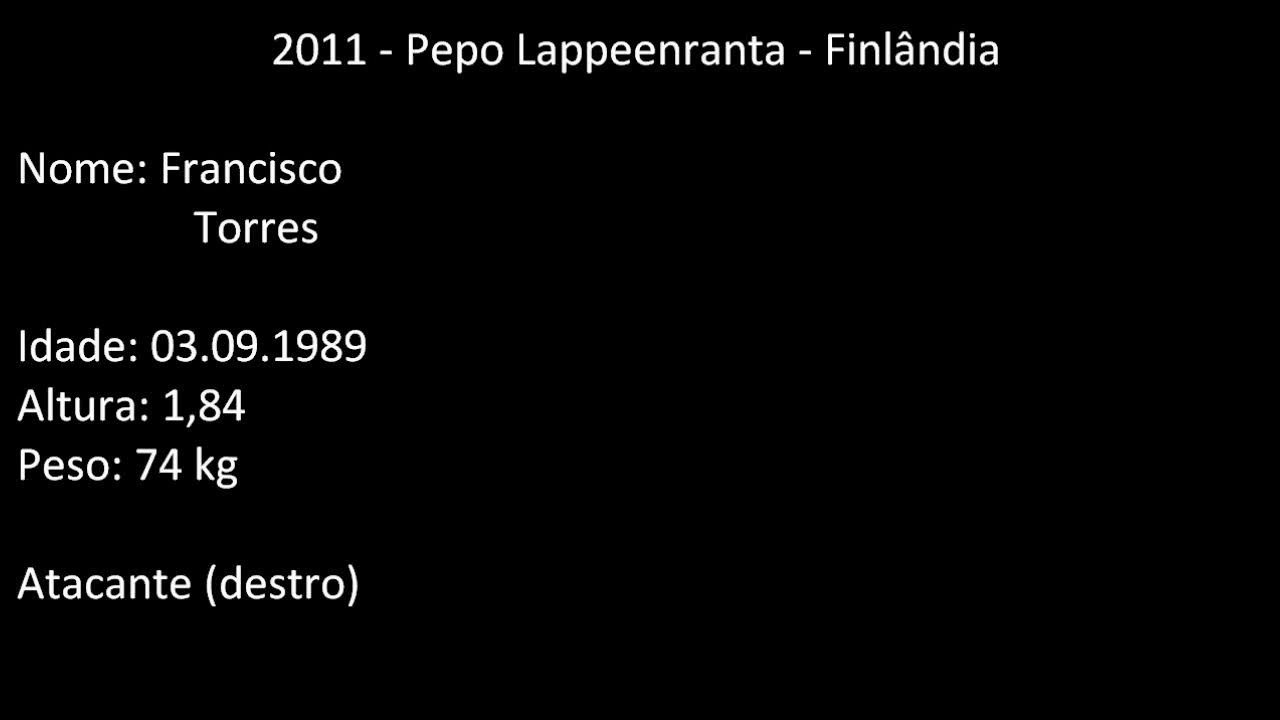 2011 - Pepo Lappeenranta - Finlândia
Nome: Francisco
Torres
Idade: 03.09.1989
Altura: 1,84
Peso: 74 kg
Atacante (destro)